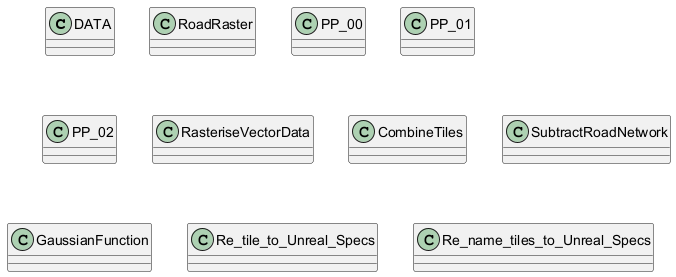 C DATA
C RoadRaster
C PP_00
C PP_01
C PP_02
C RasteriseVectorData
C CombineTiles
C SubtractRoadNetwork
C GaussianFunction
C Re_tile_to_Unreal_Specs
C Re_name_tiles_to_Unreal_Specs